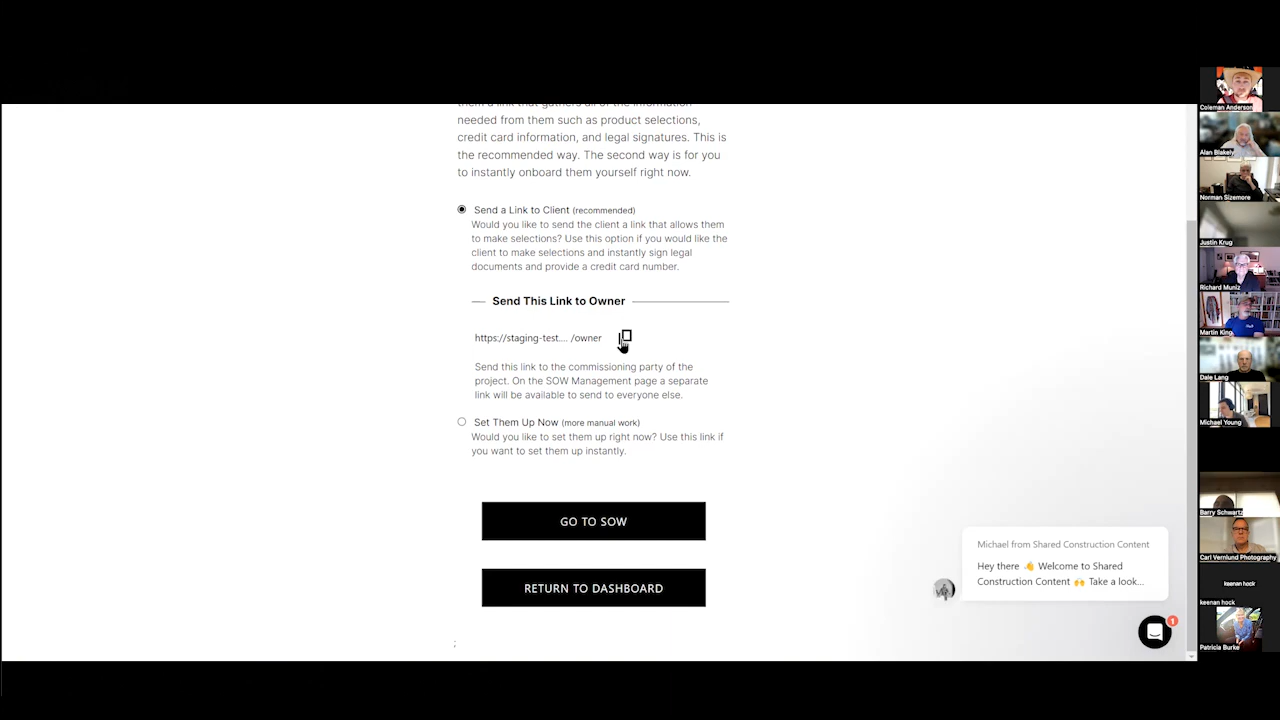 them a link that gathers all of the information
needed from them such as product selections,
credit card information, and legal signatures. This is
the recommended way. The second way is for you
to instantly onboard them yourself right now.
Send a Link to Client (recommended)
Would you like to send the client a link that allows them
to make selections? Use this option if you would like the
client to make selections and instantly sign legal
documents and provide a credit card number.
Send This Link to Owner
https://staging-test.... /owner
Send this link to the commissioning party of the
project. On the SOW Management page a separate
link will be available to send to everyone else.
Set Them Up Now (more manual work)
Would you like to set them up right now? Use this link if
you want to set them up instantly.
GO TO SOW
RETURN TO DASHBOARD
;
Michael from Shared Construction Content
Hey there 👋 Welcome to Shared
Construction Content 🙌 Take a look...
1
Coleman Anderson
Alan Blakely
Norman Sizemore
Justin Krug
Richard Muniz
Martin King
Dale Lang
Michael Young
Barry Schwartz
Carl Vernlund Photography
keenan hock
keenan hock
Patricia Burke